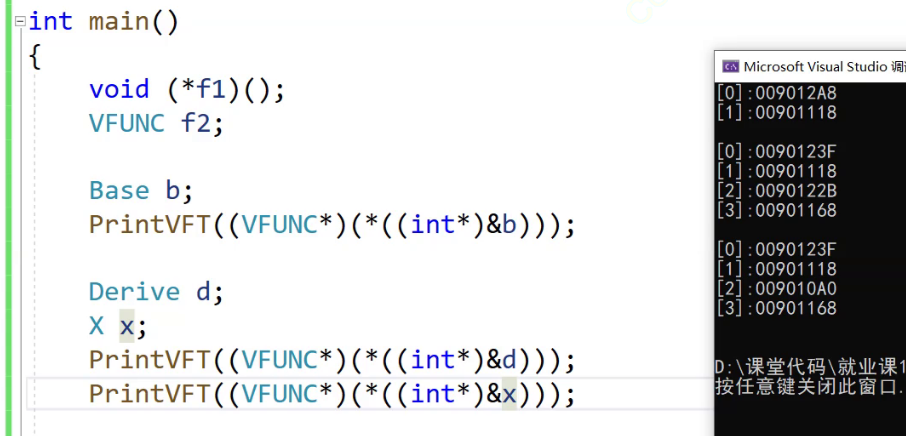 int main()
{
void (*f1)();
VFUNC f2;
Base b;
PrintVFT((VFUNC*)(*((int*)&b)));
Derive d;
X x;
PrintVFT((VFUNC*)(*((int*)&d)));
PrintVFT((VFUNC*)(*((int*)&x)));
Microsoft Visual Studio 调
[0]:009012A8
[1]:00901118
[0]:0090123F
[1]:00901118
[2]:0090122B
[3]:00901168
[0]:0090123F
[1]:00901118
[2]:009010A0
[3]:00901168
D:\课堂代码\就业课1
按任意键关闭此窗口.